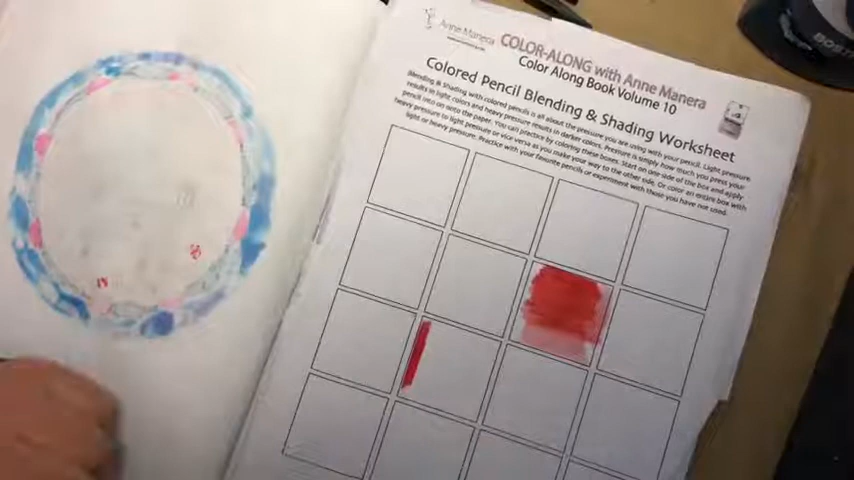 Anne Manera
COLOR-ALONG with Anne Manera
Color Along Book Volume 10
Colored Pencil Blending & Shading Worksheet
Blending & Shading with colored pencils is all about the pressure you are using with your pencil. Light pressure
results in light colors and heavy pressure results in darker colors. Pressure is simply how much you press your
pencil into on onto the paper. You can practice by coloring these boxes. Start on one side of the box and apply
heavy pressure to light pressure or vice versa as you make your way to the other side. Or color an entire box with
light or heavy pressure. Practice with your favorite pencils or experiment with those you have not used.
BOSTI